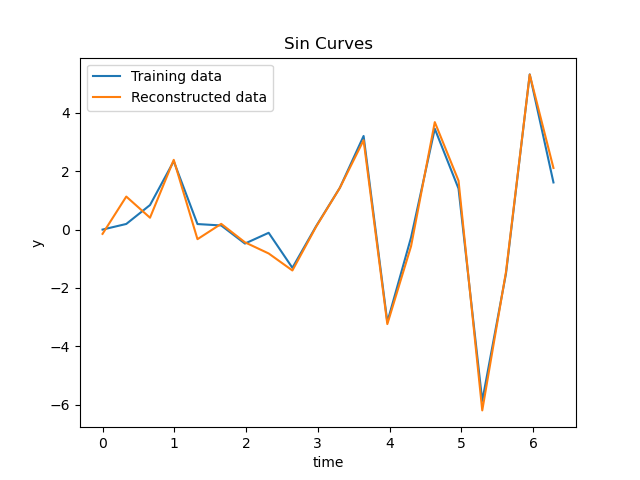 Sin Curves
Training data
Reconstructed data
y
4
2
0
−2
−4
−6
0 1 2 3 4 5 6
time